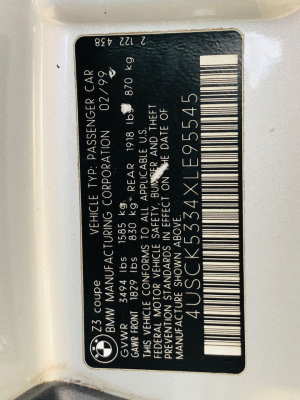 BMW
Z3 coupe
VEHICLE TYP: PASSENGER CAR
BMW MANUFACTURING CORPORATION 02/99
GVWR 3494 lbs 1585 kg
GAWR FRONT 1829 lbs 830 kg - REAR 1918 lbs 870 kg
THIS VEHICLE CONFORMS TO ALL APPLICABLE U.S.
FEDERAL MOTOR VEHICLE SAFETY, BUMPER AND THEFT
PREVENTION STANDARDS IN EFFECT ON THE DATE OF
MANUFACTURE SHOWN ABOVE.
4USCK5334XLE95545
2 122 438